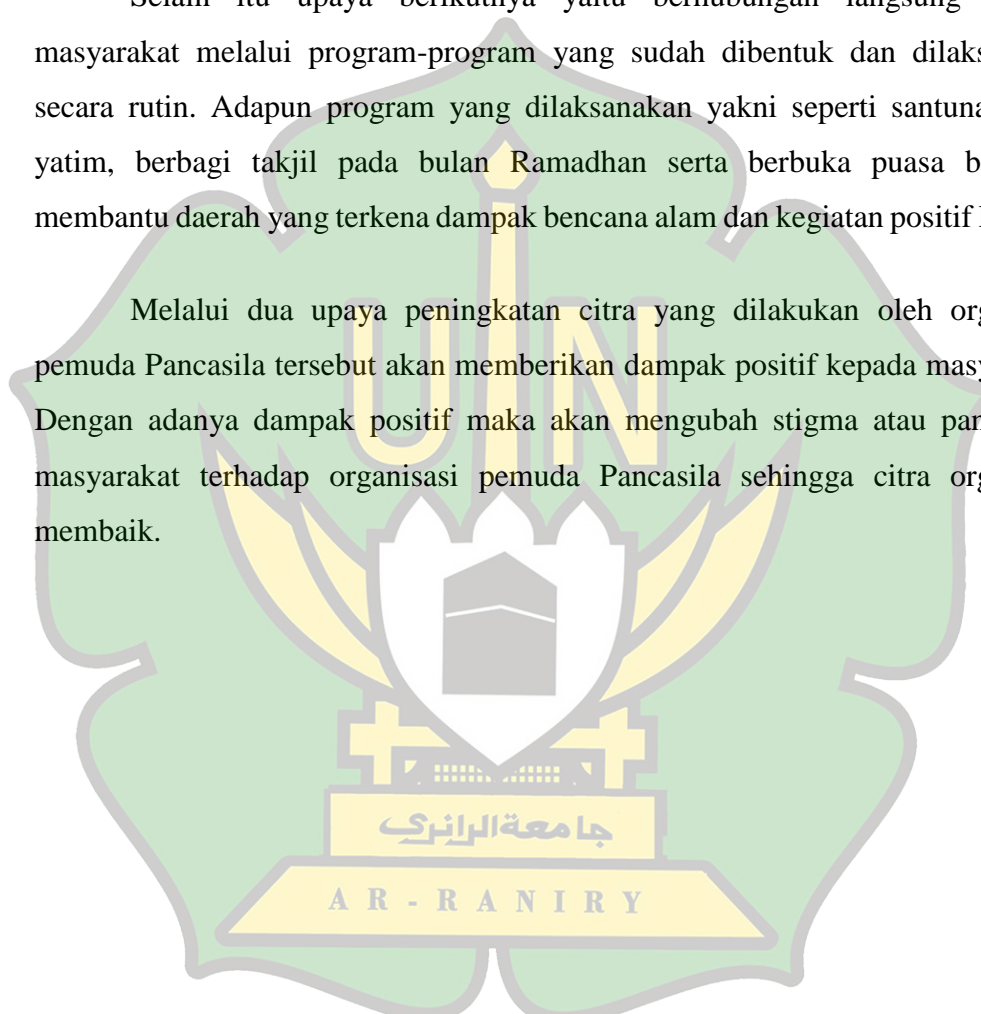 Selain itu upaya berikutnya yaitu berhubungan langsung
masyarakat melalui program-program yang sudah dibentuk dan dilaks
secara rutin. Adapun program yang dilaksanakan yakni seperti santuna
yatim, berbagi takjil pada bulan Ramadhan serta berbuka puasa b
membantu daerah yang terkena dampak bencana alam dan kegiatan positif
Melalui dua upaya peningkatan citra yang dilakukan oleh org
pemuda Pancasila tersebut akan memberikan dampak positif kepada masy
Dengan adanya dampak positif maka akan mengubah stigma atau pan
masyarakat terhadap organisasi pemuda Pancasila sehingga citra org
membaik.
UIN
جامعةالرانري
AR-RANIRY